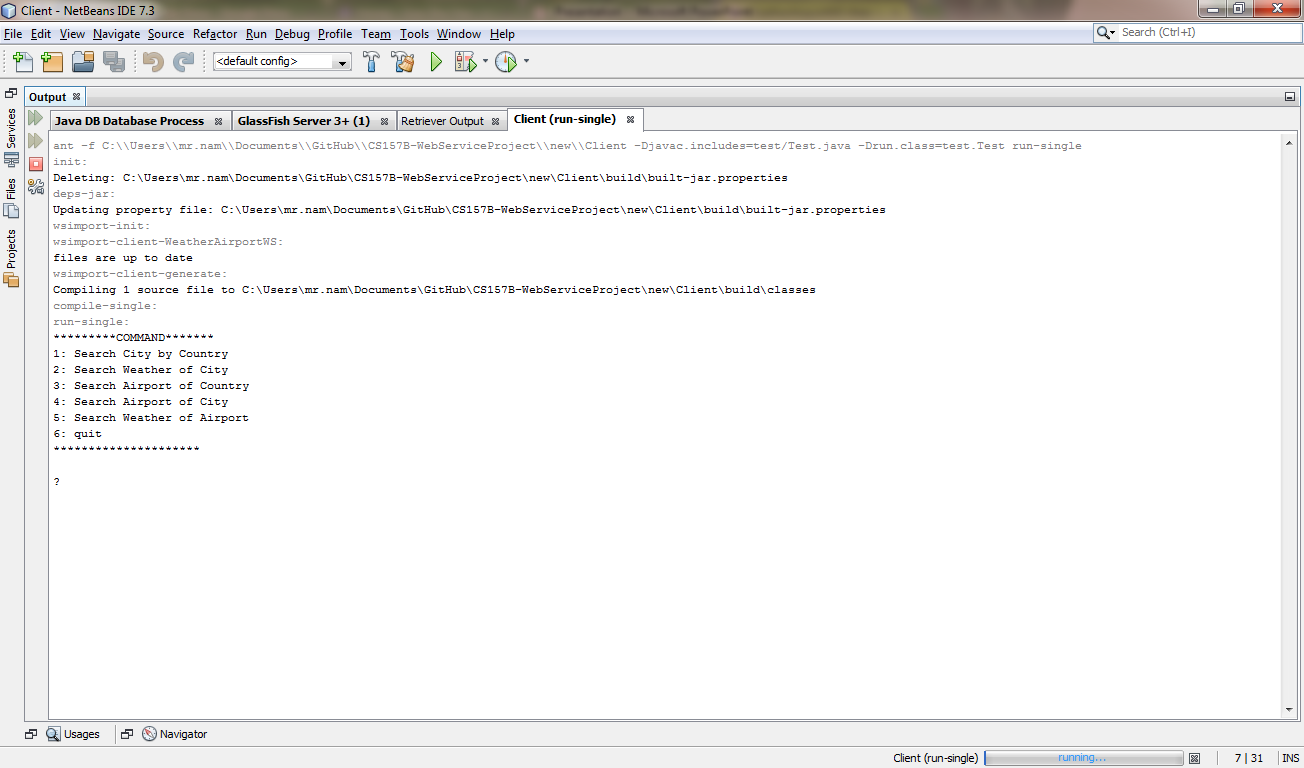 Client - NetBeans IDE 7.3
File Edit View Navigate Source Refactor Run Debug Profile Team Tools Window Help
Search (Ctrl+I)
<default config>
Output
Services
Files
Projects
Java DB Database Process
GlassFish Server 3+ (1)
Retriever Output
Client (run-single)
ant -f C:\\Users\\mr.nam\\Documents\\GitHub\\CS157B-WebServiceProject\\new\\Client -Djavac.includes=test/Test.java -Drun.class=test.Test run-single
init:
Deleting: C:\Users\mr.nam\Documents\GitHub\CS157B-WebServiceProject\new\Client\build\built-jar.properties
deps-jar:
Updating property file: C:\Users\mr.nam\Documents\GitHub\CS157B-WebServiceProject\new\Client\build\built-jar.properties
wsimport-init:
wsimport-client-WeatherAirportWS:
files are up to date
wsimport-client-generate:
Compiling 1 source file to C:\Users\mr.nam\Documents\GitHub\CS157B-WebServiceProject\new\Client\build\classes
compile-single:
run-single:
*********COMMAND*******
1: Search City by Country
2: Search Weather of City
3: Search Airport of Country
4: Search Airport of City
5: Search Weather of Airport
6: quit
*********************
?
Usages
Navigator
Client (run-single)
running...
7 | 31
INS